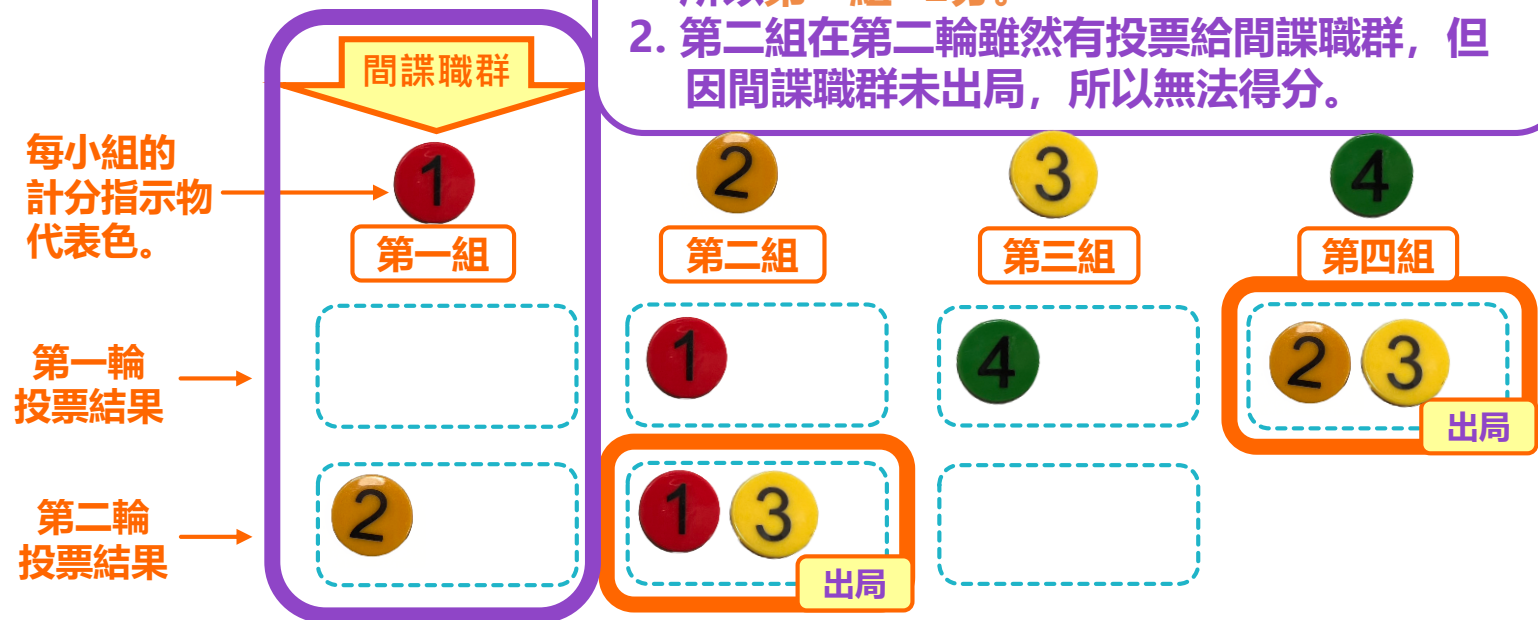 2. 第二組在第二輪雖然有投票給間諜職群，但
因間諜職群未出局，所以無法得分。
間諜職群
每小組的
計分指示物
代表色。
1
2
3
4
第一組
第二組
第三組
第四組
第一輪
投票結果
1
4
2 3
出局
第二輪
投票結果
2
1 3
出局